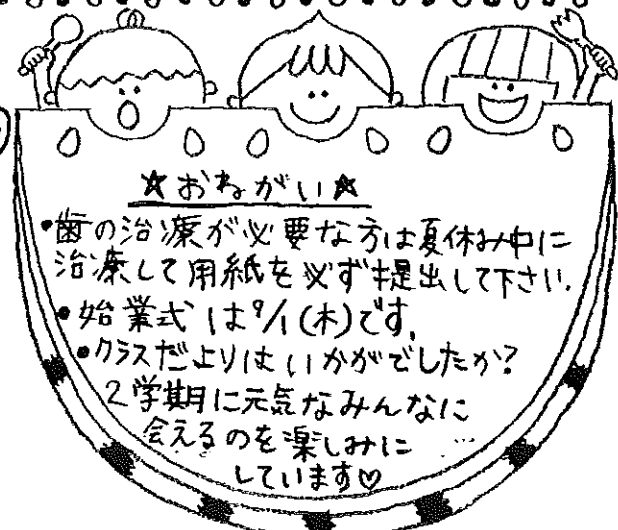 ☆おねがい☆
•歯の治療が必要な方は夏休み中に
治療して用紙を必ず提出して下さい.
•始業式は9/1(木)です.
•クラスだよりはいかがでしたか?
2学期に元気なみんなに
会えるのを楽しみに
しています♡